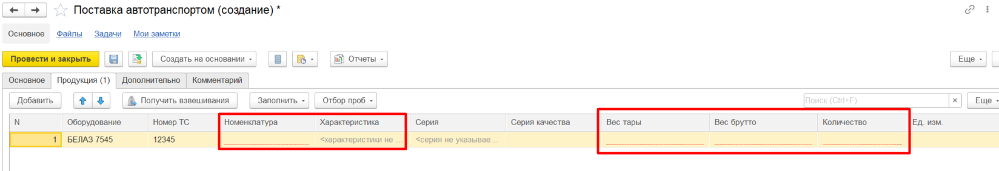 Поставка автотранспортом (создание) *
Основное Файлы Задачи Мои заметки
Провести и закрыть Создать на основании Отчеты Еще
Основное Продукция (1) Дополнительно Комментарий
Добавить Получить взвешивания Заполнить Отбор проб Поиск (Ctrl+F) × Еще
N Оборудование Номер ТС Номенклатура Характеристика Серия Серия качества Вес тары Вес брутто Количество Ед. изм.
1 БЕЛАЗ 7545 12345 <характеристики не ... <серия не указывае...